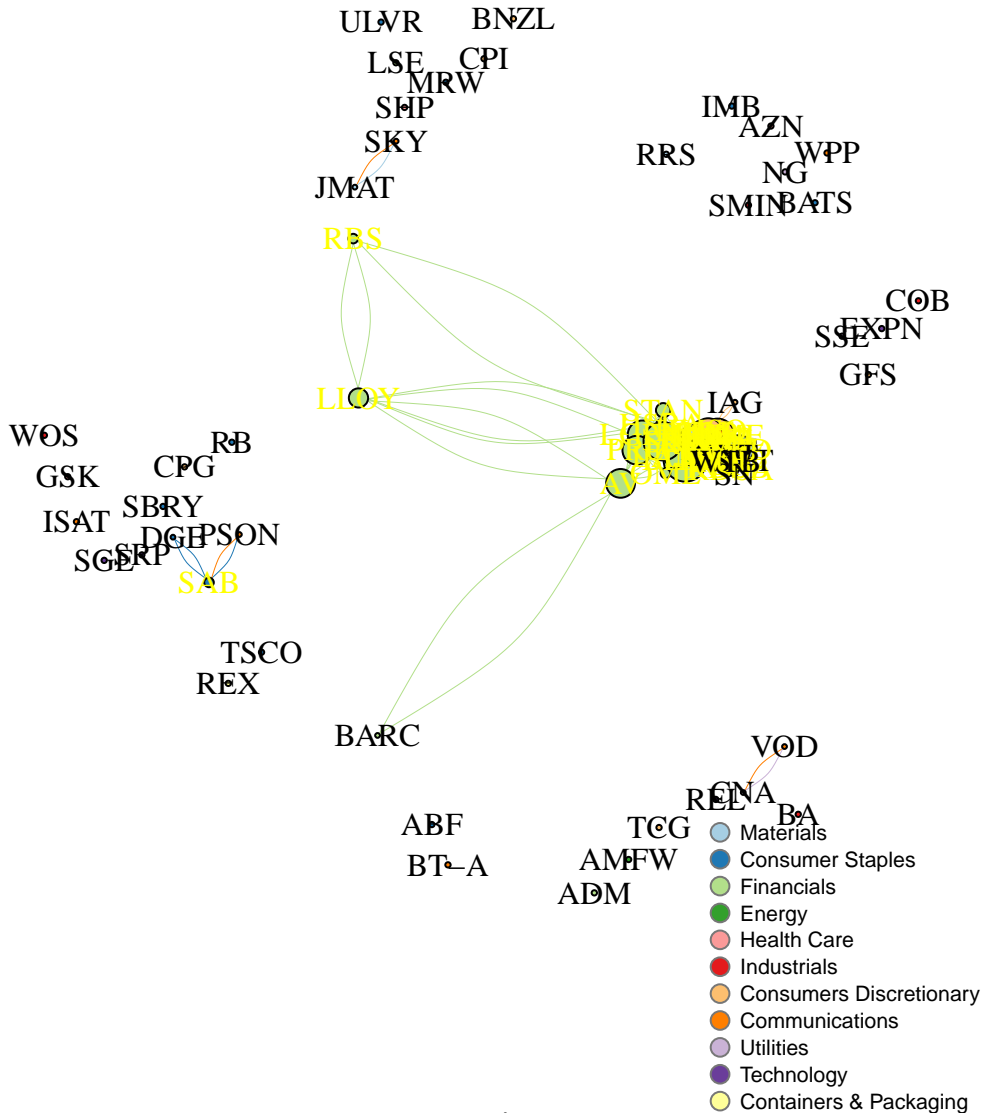 ULVR
BNZL
LSE
CPI
MRW
SHP
SKY
JMAT
IMB
AZN
WPP
RRS
NG
SMIN
BATS
RBS
COB
EXPN
SSE
GFS
LLOY
STAN
IAG
WOS
RB
CPG
GSK
SBRY
ISAT
DGE
PSON
SRP
SGE
SAB
AV
SN
TSCO
REX
BARC
VOD
CNA
REL
BA
ABF
TCG
BT-A
AMFW
ADM
Materials
Consumer Staples
Financials
Energy
Health Care
Industrials
Consumers Discretionary
Communications
Utilities
Technology
Containers & Packaging